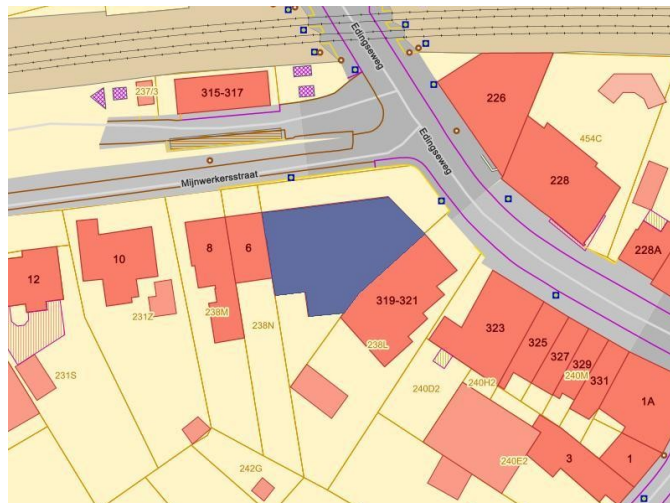 Edingseweg
237/3
315-317
226
454C
Edingseweg
Mijnwerkersstraat
228
228A
12
10
8
6
319-321
231Z
238M
238N
238L
323
325
327
329
331
240M
1A
231S
240D2
240H2
242G
240E2
3
1